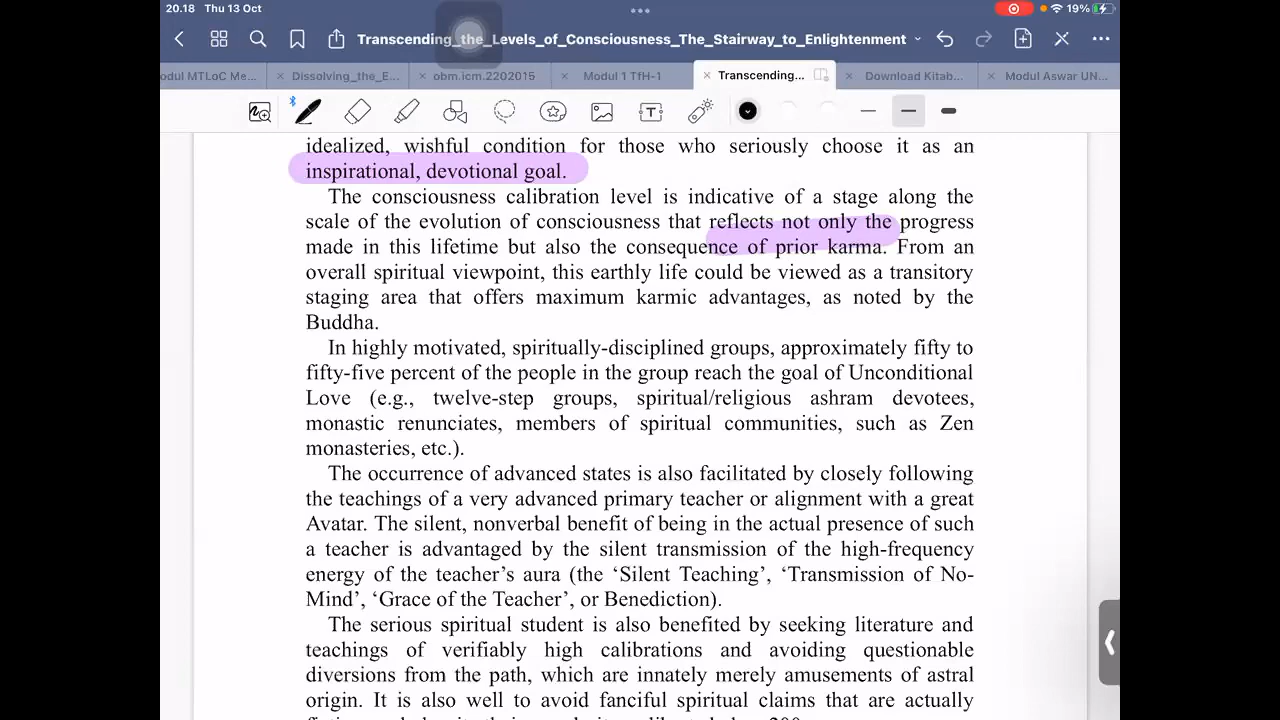 20.18 Thu 13 Oct
19%
Transcending_the_Levels_of_Consciousness_The_Stairway_to_Enlightenment
odul MTLoC Me... Dissolving_the_E... obm.icm.2202015 Modul 1 TfH-1 Transcending... Download Kitab... Modul Aswar UN...
idealized, wishful condition for those who seriously choose it as an
inspirational, devotional goal.
The consciousness calibration level is indicative of a stage along the
scale of the evolution of consciousness that reflects not only the progress
made in this lifetime but also the consequence of prior karma. From an
overall spiritual viewpoint, this earthly life could be viewed as a transitory
staging area that offers maximum karmic advantages, as noted by the
Buddha.
In highly motivated, spiritually-disciplined groups, approximately fifty to
fifty-five percent of the people in the group reach the goal of Unconditional
Love (e.g., twelve-step groups, spiritual/religious ashram devotees,
monastic renunciates, members of spiritual communities, such as Zen
monasteries, etc.).
The occurrence of advanced states is also facilitated by closely following
the teachings of a very advanced primary teacher or alignment with a great
Avatar. The silent, nonverbal benefit of being in the actual presence of such
a teacher is advantaged by the silent transmission of the high-frequency
energy of the teacher's aura (the ‘Silent Teaching’, ‘Transmission of No-
Mind’, ‘Grace of the Teacher’, or Benediction).
The serious spiritual student is also benefited by seeking literature and
teachings of verifiably high calibrations and avoiding questionable
diversions from the path, which are innately merely amusements of astral
origin. It is also well to avoid fanciful spiritual claims that are actually